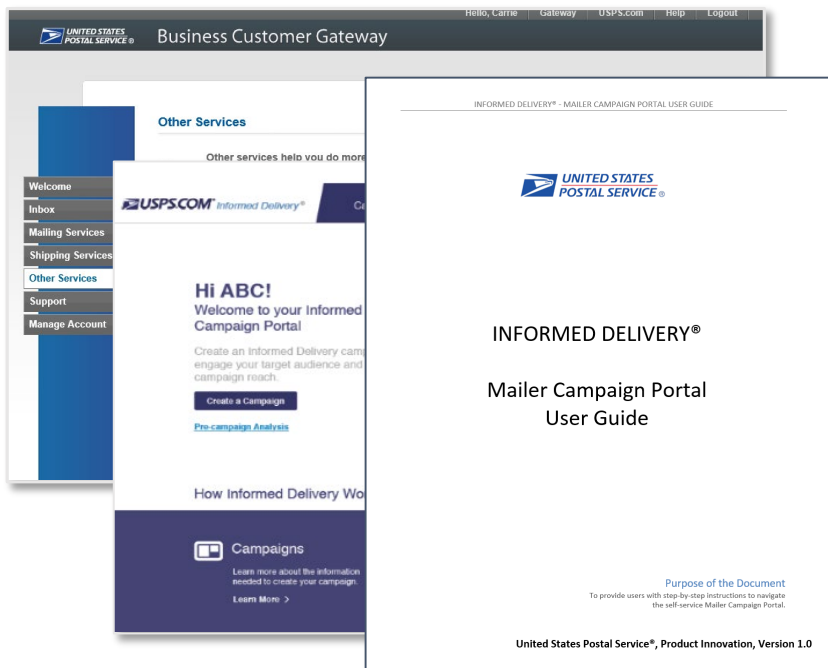 Hello, Carrie Gateway USPS.com Help Logout
UNITED STATES
POSTAL SERVICE ®
Business Customer Gateway
Other Services
Other services help you do more
Welcome
Inbox
Mailing Services
Shipping Services
Other Services
Support
Manage Account
USPS.COM® Informed Delivery®
Hi ABC!
Welcome to your Informed
Campaign Portal
Create an Informed Delivery
engage your target audience and
campaign reach.
Create a Campaign
Pre-campaign Analysis
How Informed Delivery
Campaigns
Learn more about the information
needed to create your campaign.
Learn More >
INFORMED DELIVERY® - MAILER CAMPAIGN PORTAL USER GUIDE
UNITED STATES
POSTAL SERVICE ®
INFORMED DELIVERY®
Mailer Campaign Portal
User Guide
Purpose of the Document
To provide users with step-by-step instructions to navigate
the self-service Mailer Campaign Portal.
United States Postal Service®, Product Innovation, Version 1.0